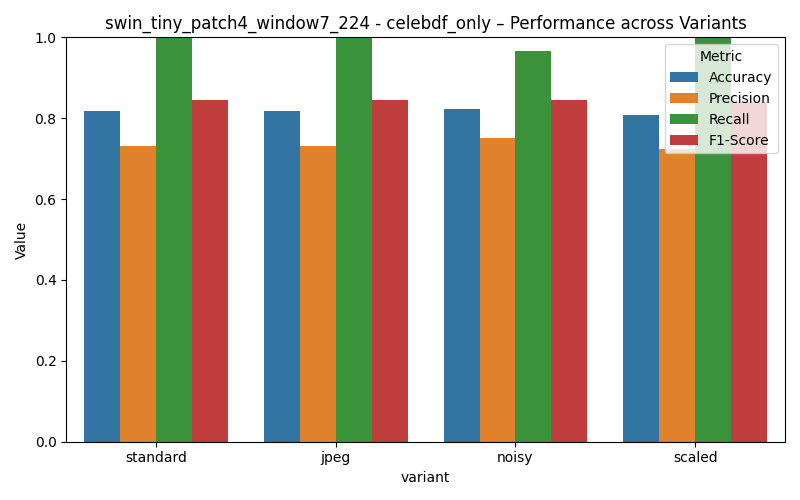 swin_tiny_patch4_window7_224 - celebdf_only – Performance across Variants
Value
1.0
0.8
0.6
0.4
0.2
0.0
Metric
Accuracy
Precision
Recall
F1-Score
standard
jpeg
noisy
scaled
variant